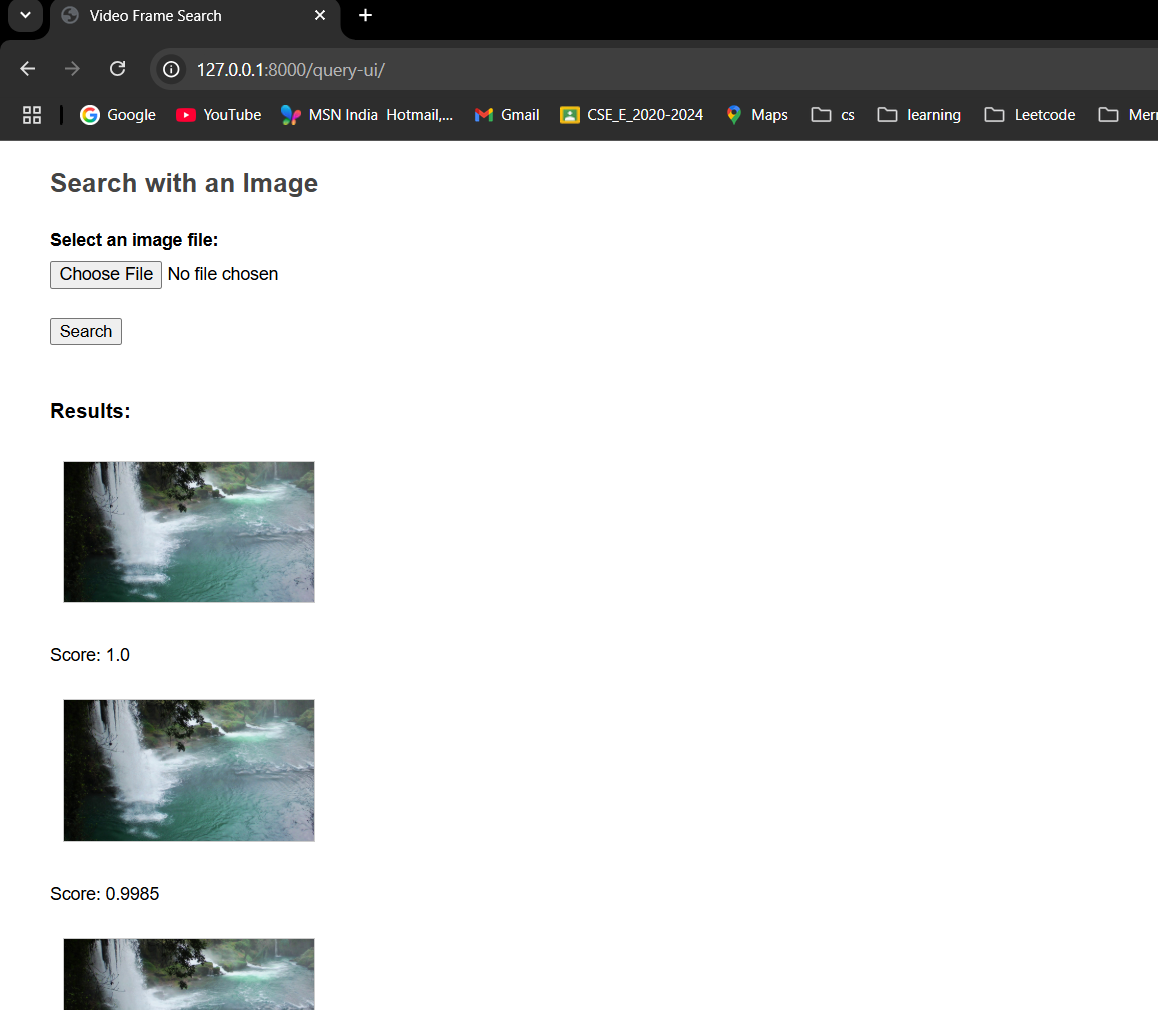 Video Frame Search
127.0.0.1:8000/query-ui/
Google YouTube MSN India Hotmail,... Gmail CSE_E_2020-2024 Maps cs learning Leetcode Mer
Search with an Image
Select an image file:
Choose File No file chosen
Search
Results:
Score: 1.0
Score: 0.9985